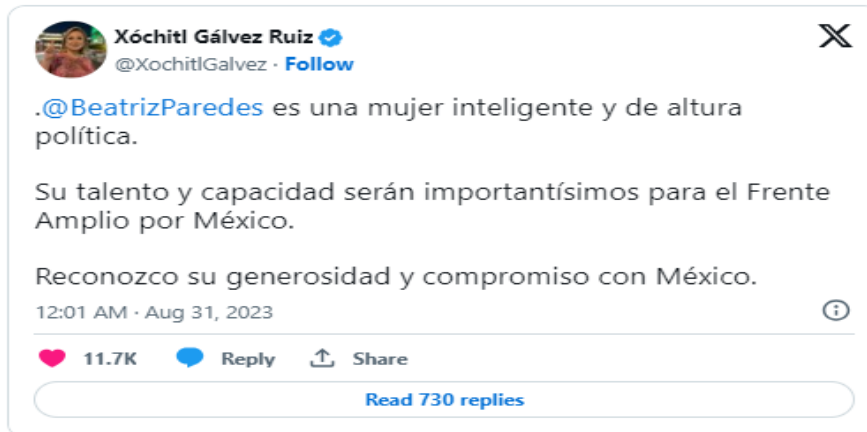 Xóchitl Gálvez Ruiz
@XochitlGalvez · Follow
.@BeatrizParedes es una mujer inteligente y de altura
política.
Su talento y capacidad serán importantísimos para el Frente
Amplio por México.
Reconozco su generosidad y compromiso con México.
12:01 AM · Aug 31, 2023
11.7K Reply Share
Read 730 replies